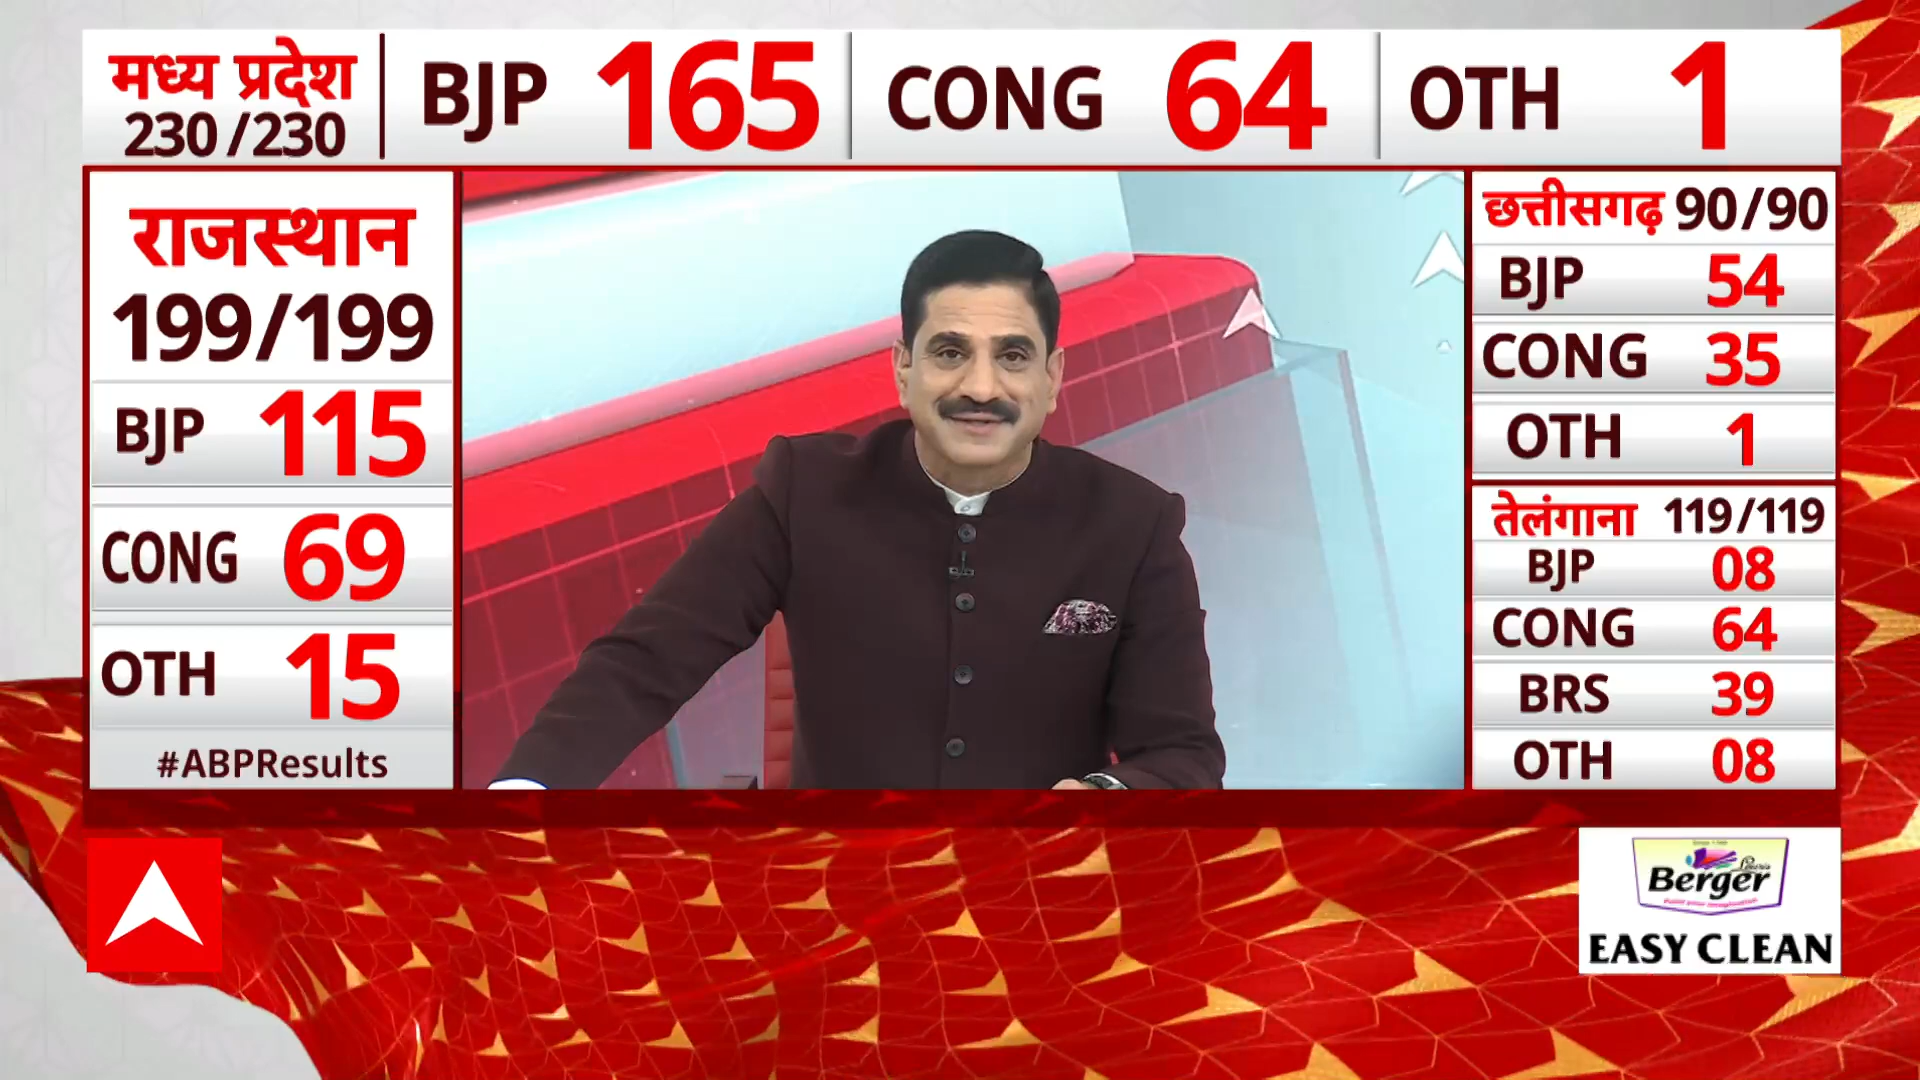 मध्य प्रदेश
230/230
BJP 165
CONG 64
OTH 1
राजस्थान
199/199
BJP 115
CONG 69
OTH 15
#ABPResults
छत्तीसगढ़ 90/90
BJP 54
CONG 35
OTH 1
तेलंगाना 119/119
BJP 08
CONG 64
BRS 39
OTH 08
Berger
EASY CLEAN